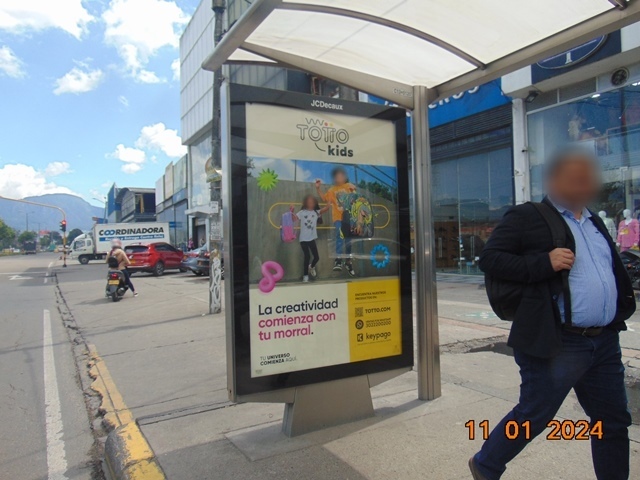 JCDecaux
TOTTO
kids
COORDINADORA
La creatividad
comienza con
tu morral.
TU UNIVERSO
COMIENZA AQUÍ.
TOTTO.COM
keypago
11 01 2024